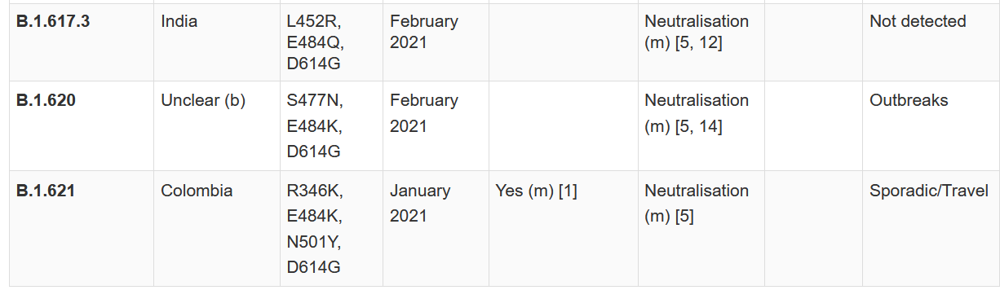 B.1.617.3 India L452R, February Neutralisation Not detected
E484Q, 2021 (m) [5, 12]
D614G
B.1.620 Unclear (b) S477N, February Neutralisation Outbreaks
E484K, 2021 (m) [5, 14]
D614G
B.1.621 Colombia R346K, January Yes (m) [1] Neutralisation Sporadic/Travel
E484K, 2021 (m) [5]
N501Y,
D614G